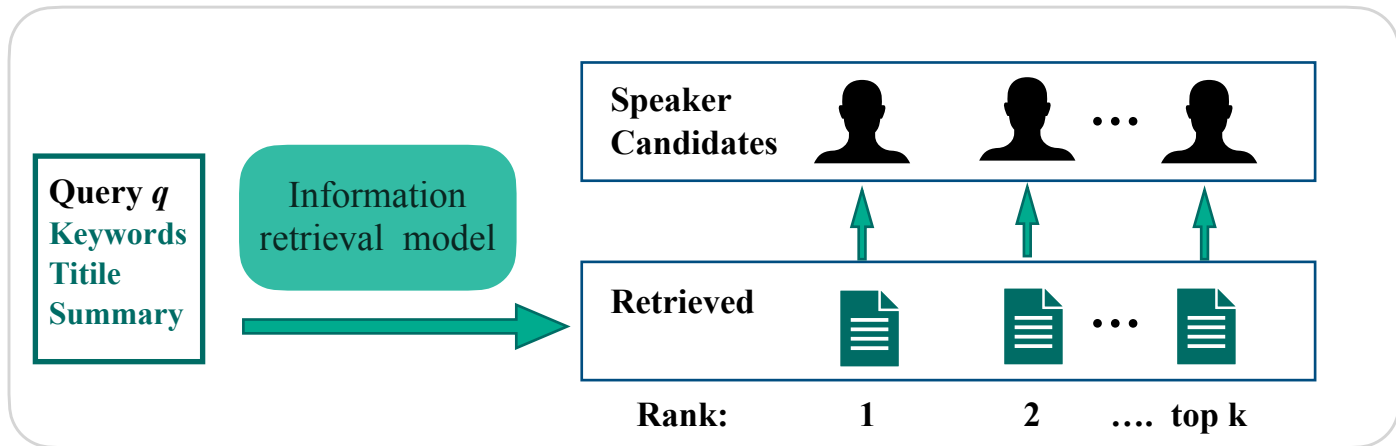 Query q
Keywords
Titile
Summary
Information
retrieval model
Speaker
Candidates
...
Retrieved
...
Rank: 1 2 .... top k